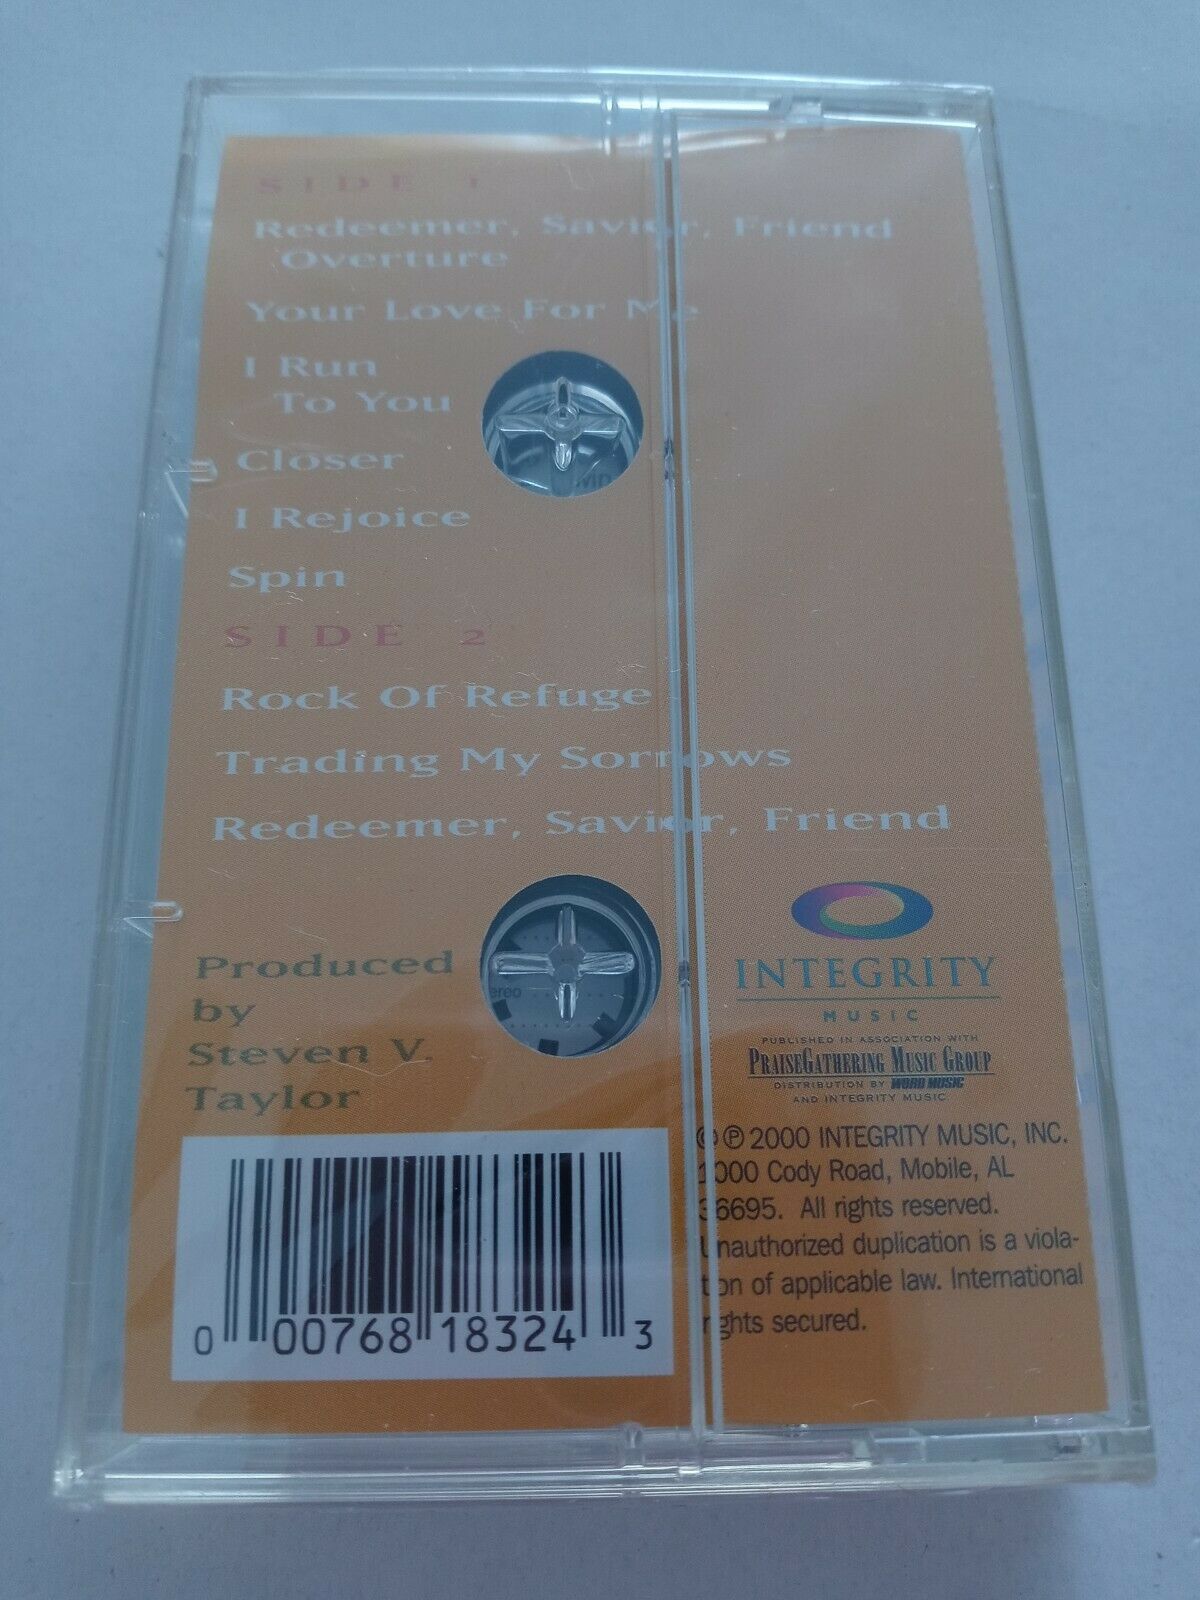 SIDE 1
Redeemer, Savior, Friend
Overture
Your Love For Me
I Run
To You
Closer
I Rejoice
Spin
SIDE 2
Rock Of Refuge
Trading My Sorrows
Redeemer, Savior, Friend
Produced
by
Steven V.
Taylor
0 00768 18324 3
INTEGRITY
MUSIC
PUBLISHED IN ASSOCIATION WITH
PRAISEGATHERING MUSIC GROUP
DISTRIBUTION BY WORD MUSIC
AND INTEGRITY MUSIC.
© ℗ 2000 INTEGRITY MUSIC, INC.
1000 Cody Road, Mobile, AL
36695. All rights reserved.
Unauthorized duplication is a viola-
tion of applicable law. International
rights secured.